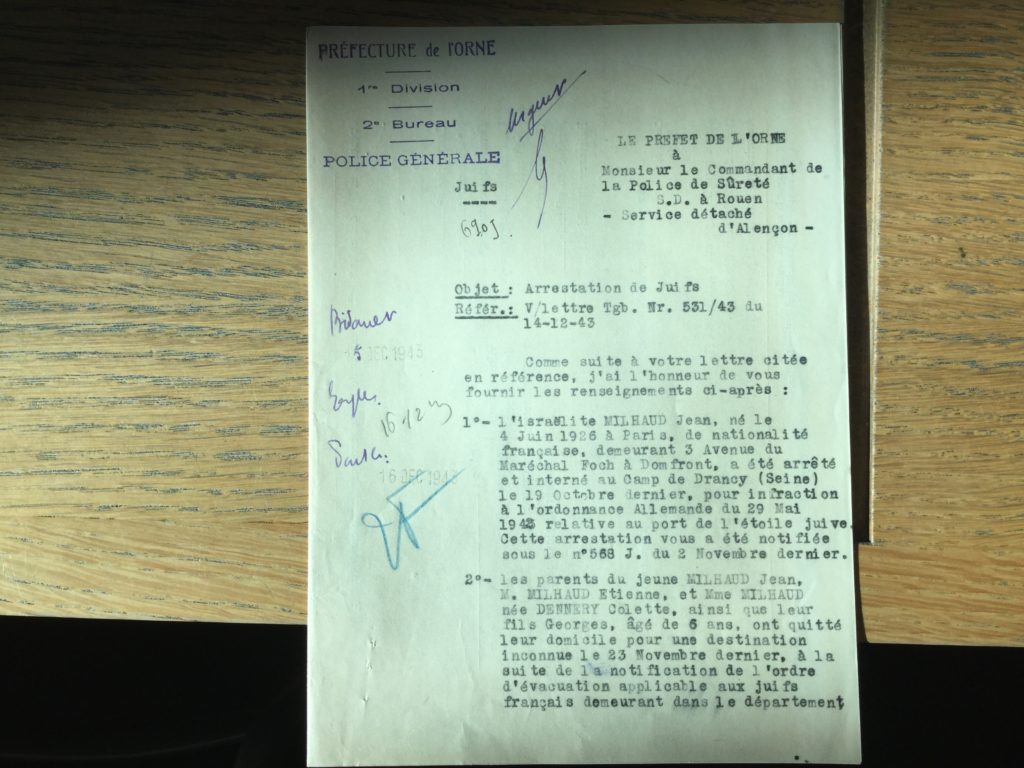 PRÉFECTURE de l'ORNE
1re Division
2e Bureau
POLICE GÉNÉRALE
Juifs
690J.
LE PREFET DE L'ORNE
à
Monsieur le Commandant de
la Police de Sûreté
S.D. à Rouen
- Service détaché
d'Alençon -
Objet : Arrestation de Juifs
Référ.: V/lettre Tgb. Nr. 531/43 du
14-12-43
15 DEC 1943
16 12
16 DEC 1943
Comme suite à votre lettre citée
en référence, j'ai l'honneur de vous
fournir les renseignements ci-après :
1°- l'israélite MILHAUD Jean, né le
4 Juin 1926 à Paris, de nationalité
française, demeurant 3 Avenue du
Maréchal Foch à Domfront, a été arrêté
et interné au Camp de Drancy (Seine)
le 19 Octobre dernier, pour infraction
à l'ordonnance Allemande du 29 Mai
1942 relative au port de l'étoile juive.
Cette arrestation vous a été notifiée
sous le n°568 J. du 2 Novembre dernier.
2°- les parents du jeune MILHAUD Jean,
M. MILHAUD Etienne, et Mme MILHAUD
née DENNERY Colette, ainsi que leur
fils Georges, âgé de 6 ans, ont quitté
leur domicile pour une destination
inconnue le 23 Novembre dernier, à la
suite de la notification de l'ordre
d'évacuation applicable aux juifs
français demeurant dans le département